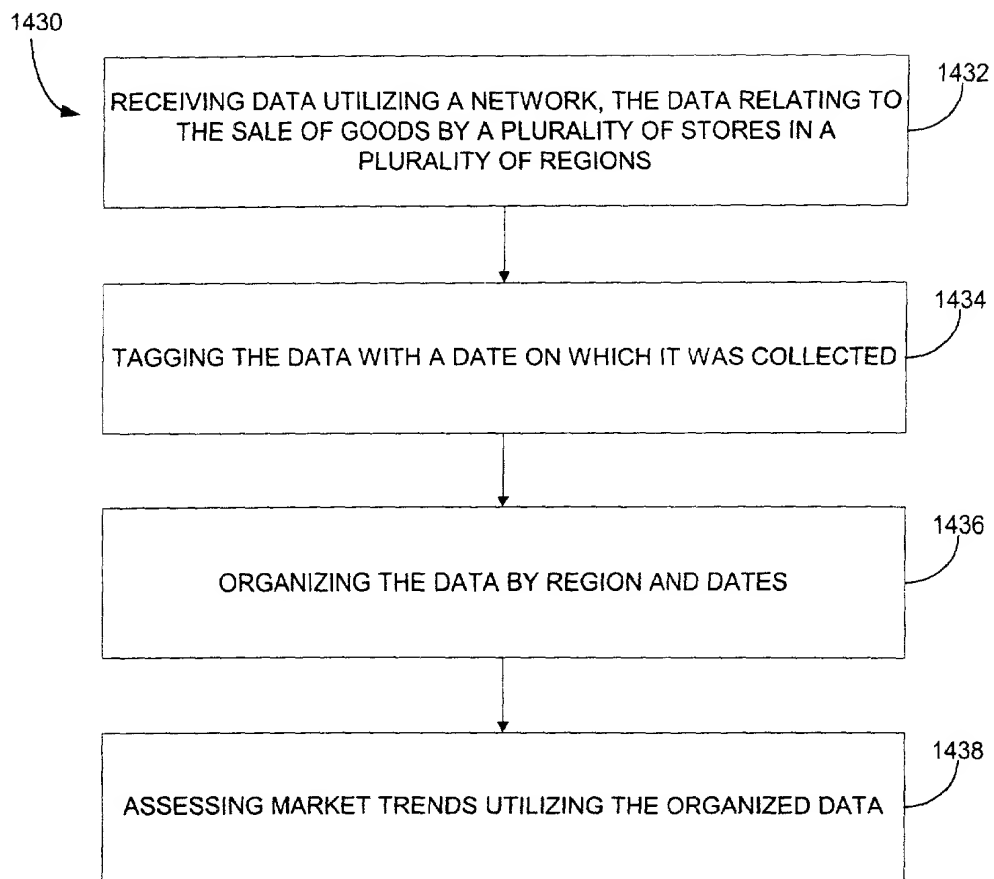 1430
1432
RECEIVING DATA UTILIZING A NETWORK, THE DATA RELATING TO
THE SALE OF GOODS BY A PLURALITY OF STORES IN A
PLURALITY OF REGIONS
1434
TAGGING THE DATA WITH A DATE ON WHICH IT WAS COLLECTED
1436
ORGANIZING THE DATA BY REGION AND DATES
1438
ASSESSING MARKET TRENDS UTILIZING THE ORGANIZED DATA